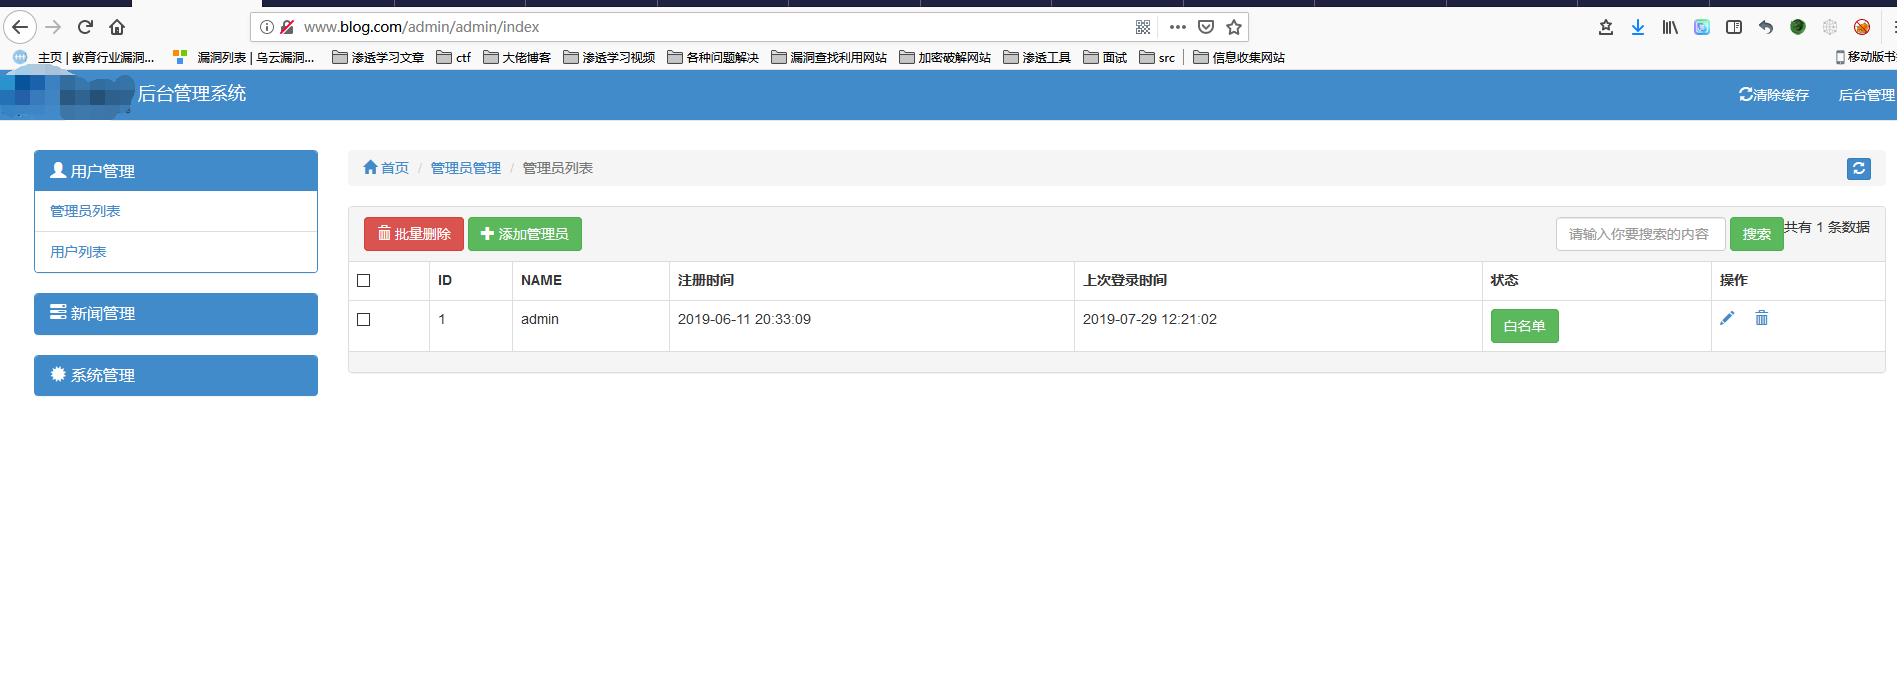 www.blog.com/admin/admin/index
主页 | 教育行业漏洞... 漏洞列表 | 乌云漏洞... 渗透学习文章 ctf 大佬博客 渗透学习视频 各种问题解决 漏洞查找利用网站 加密破解网站 渗透工具 面试 src 信息收集网站 移动版书
后台管理系统 清除缓存 后台管理
用户管理
管理员列表
用户列表
新闻管理
系统管理
首页 / 管理员管理 / 管理员列表
批量删除 添加管理员 请输入你要搜索的内容 搜索 共有 1 条数据
ID NAME 注册时间 上次登录时间 状态 操作
1 admin 2019-06-11 20:33:09 2019-07-29 12:21:02 白名单